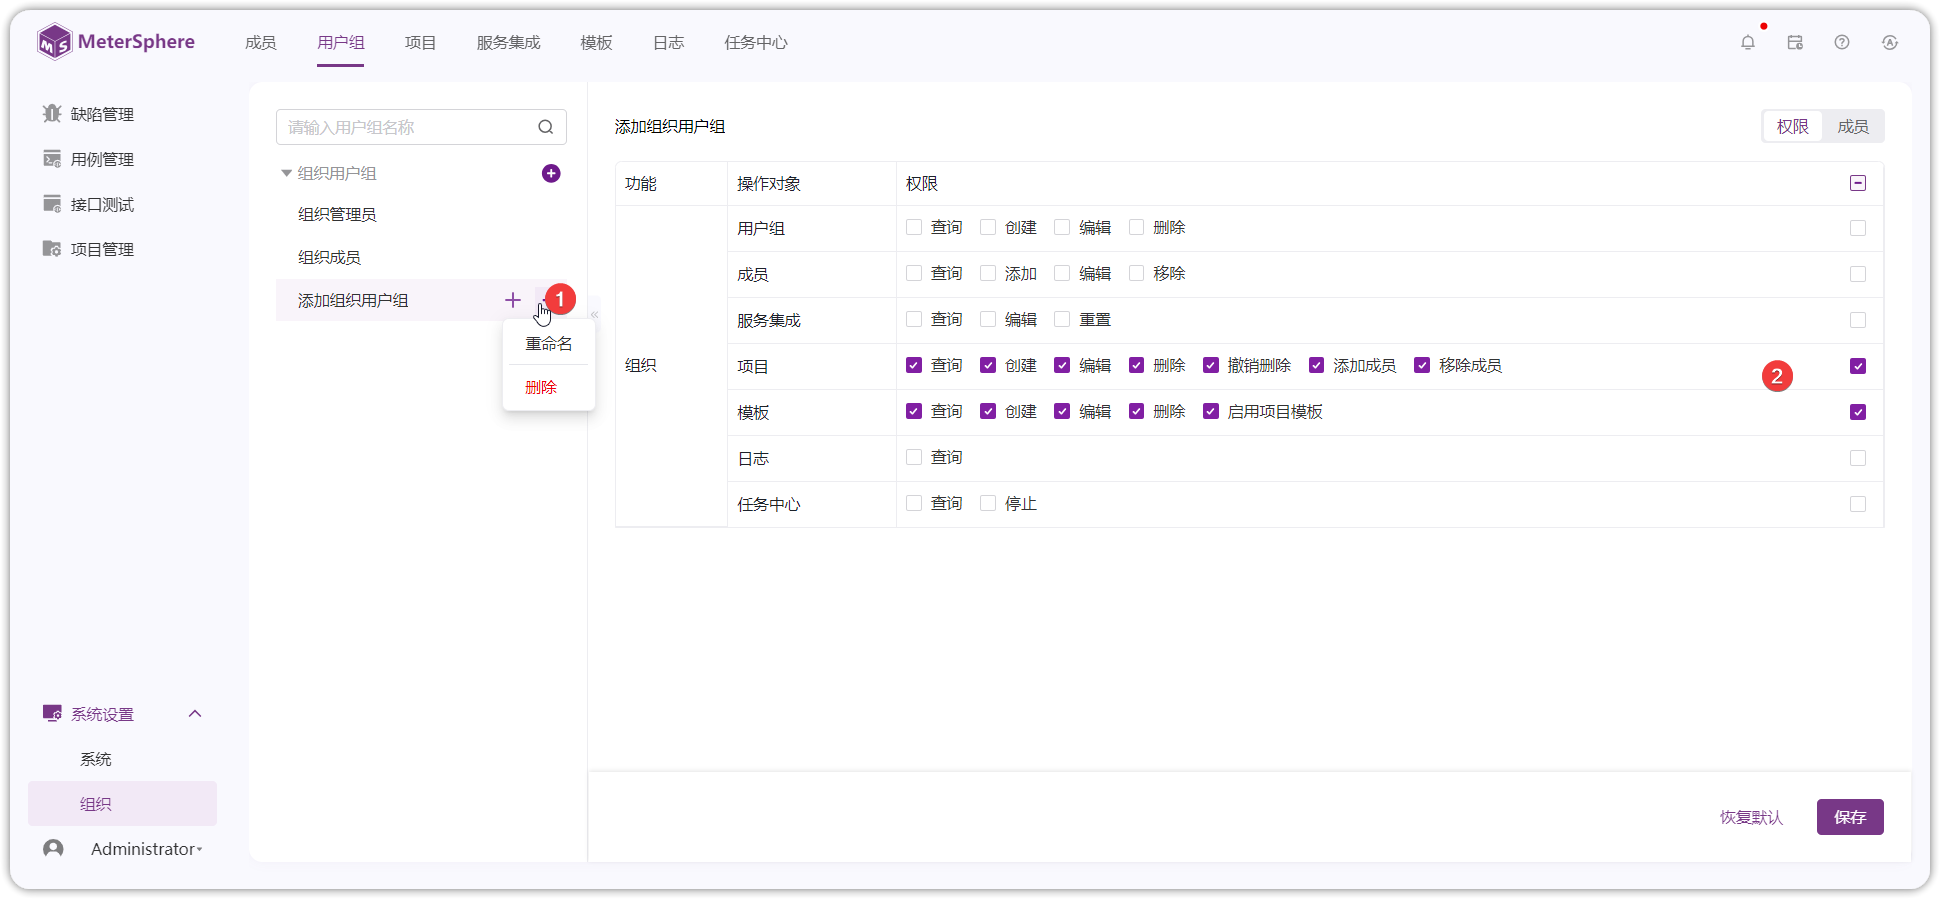 MeterSphere
成员 用户组 项目 服务集成 模板 日志 任务中心
缺陷管理
用例管理
接口测试
项目管理
系统设置
系统
组织
Administrator
请输入用户组名称
组织用户组
组织管理员
组织成员
添加组织用户组
1
重命名
删除
添加组织用户组
权限 成员
功能 操作对象 权限
组织
用户组 查询 创建 编辑 删除
成员 查询 添加 编辑 移除
服务集成 查询 编辑 重置
项目 查询 创建 编辑 删除 撤销删除 添加成员 移除成员
2
模板 查询 创建 编辑 删除 启用项目模板
日志 查询
任务中心 查询 停止
恢复默认 保存